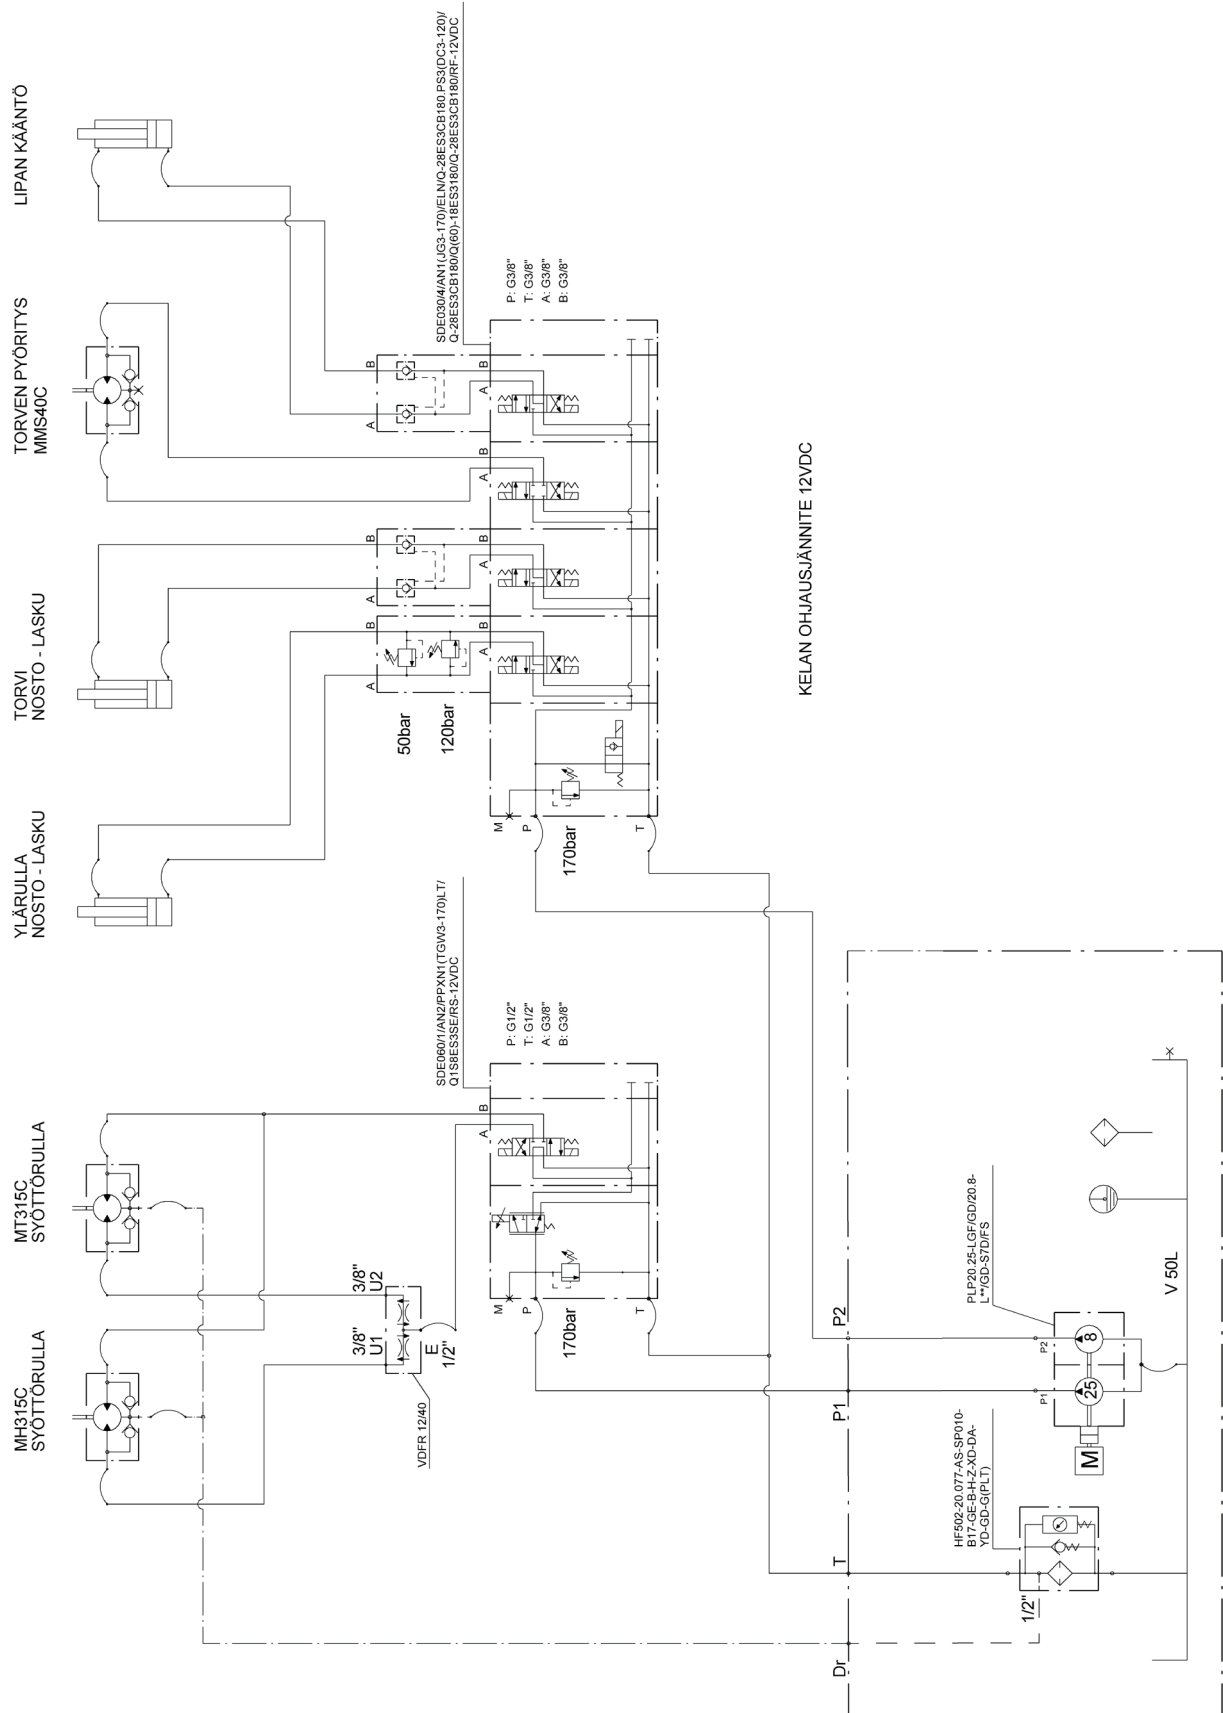 MH315C
SYÖTTÖRULLA
MT315C
SYÖTTÖRULLA
YLÄRULLA
NOSTO - LASKU
TORVI
NOSTO - LASKU
TORVEN PYÖRITYS
MMS40C
LIPAN KÄÄNTÖ
VDFR 12/40
3/8"
U1
3/8"
U2
E
1/2"
SDE060/1/AN2/PPXN1(TGW3-170)LT/
Q1S8ES3SE/RS-12VDC
P: G1/2"
T: G1/2"
A: G3/8"
B: G3/8"
A
B
M
P
T
170bar
SDE030/4/AN1(JG3-170)/ELN/Q-28ES3CB180.PS3(DC3-120)/
Q-28ES3CB180/Q(60)-18ES3180/Q-28ES3CB180/RF-12VDC
P: G3/8"
T: G3/8"
A: G3/8"
B: G3/8"
A
B
A
B
A
B
50bar
120bar
A
B
A
B
A
B
A
B
M
P
T
170bar
KELAN OHJAUSJÄNNITE 12VDC
Dr
T
P1
P2
HF502-20.077-AS-SP010-
B17-GE-B-H-Z-XD-DA-
YD-GD-G(PLT)
1/2"
PLP20.25-LGF/GD/20.8-
L**/GD-S7D/FS
P1
P2
M
25
8
V 50L